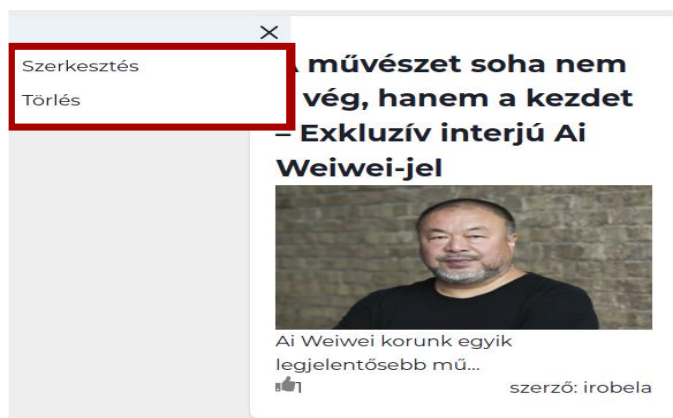 Szerkesztés
Törlés
művészet soha nem
vég, hanem a kezdet
– Exkluzív interjú Ai
Weiwei-jel
Ai Weiwei korunk egyik
legjelentősebb mű...
1
szerző: irobela